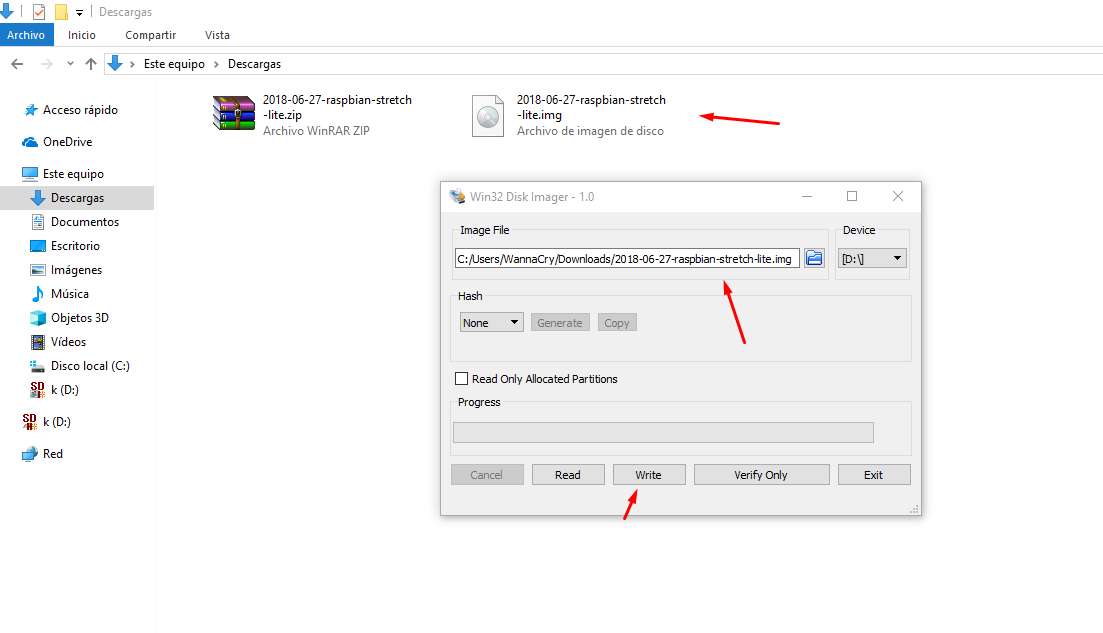 Descargas
Archivo Inicio Compartir Vista
Este equipo Descargas
Acceso rápido
OneDrive
Este equipo
Descargas
Documentos
Escritorio
Imágenes
Música
Objetos 3D
Vídeos
Disco local (C:)
k (D:)
k (D:)
Red
2018-06-27-raspbian-stretch
-lite.zip
Archivo WinRAR ZIP
2018-06-27-raspbian-stretch
-lite.img
Archivo de imagen de disco
Win32 Disk Imager - 1.0
Image File
Device
C:/Users/WannaCry/Downloads/2018-06-27-raspbian-stretch-lite.img
[D:\]
Hash
None Generate Copy
Read Only Allocated Partitions
Progress
Cancel Read Write Verify Only Exit